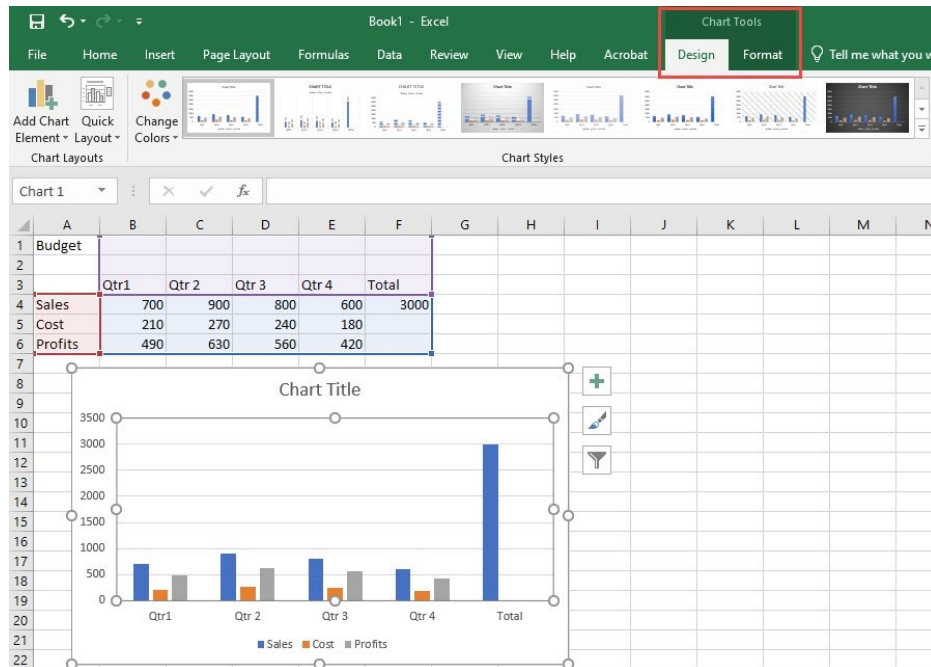 Book1 - Excel
Chart Tools
File Home Insert Page Layout Formulas Data Review View Help Acrobat Design Format Tell me what you w
Add Chart Element Quick Layout Change Colors
Chart Layouts Chart Styles
Chart 1 fx
A B C D E F G H I J K L M N
1 Budget
2
3 Qtr1 Qtr 2 Qtr 3 Qtr 4 Total
4 Sales 700 900 800 600 3000
5 Cost 210 270 240 180
6 Profits 490 630 560 420
7
8
9
10
11
12
13
14
15
16
17
18
19
20
21
22
Chart Title
3500
3000
2500
2000
1500
1000
500
0
Qtr1 Qtr 2 Qtr 3 Qtr 4 Total
Sales Cost Profits